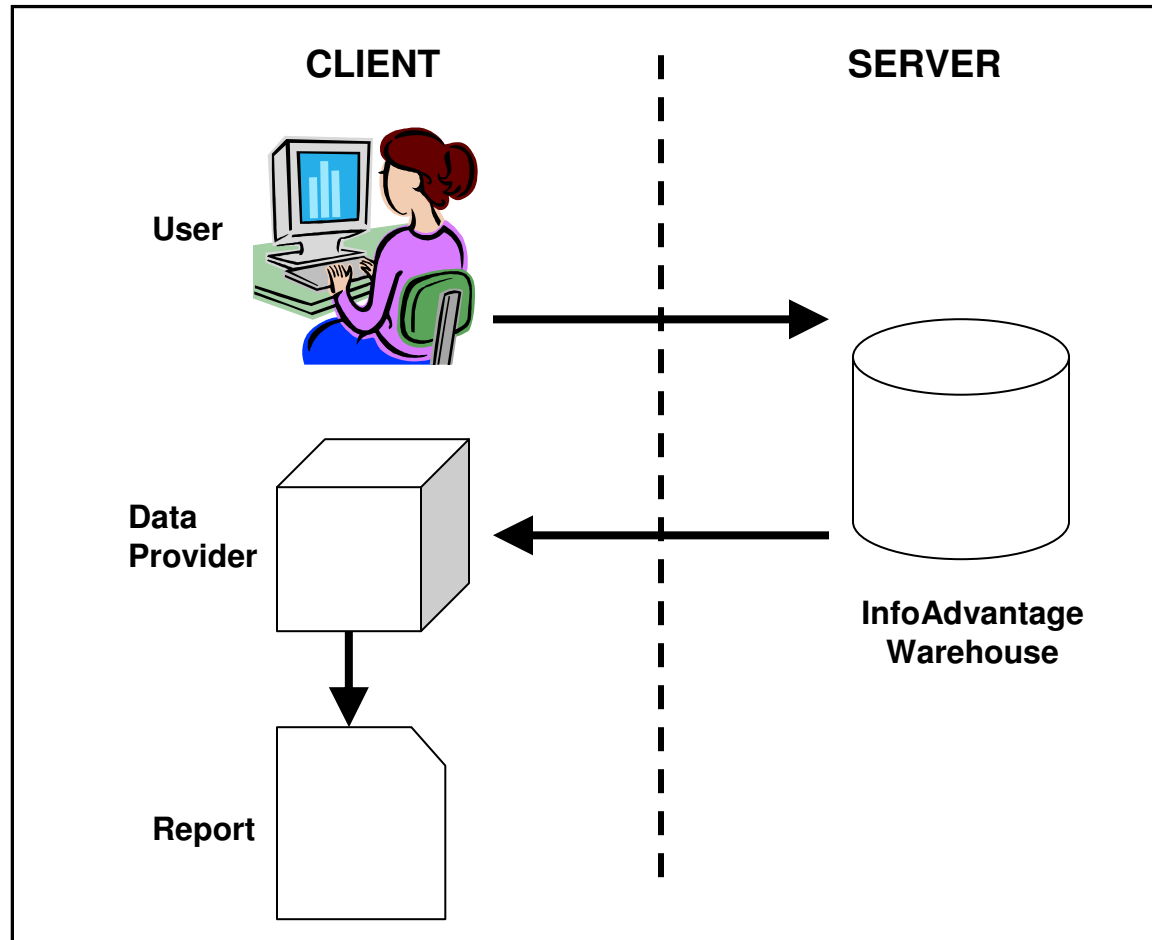 CLIENT
SERVER
User
Data
Provider
InfoAdvantage
Warehouse
Report